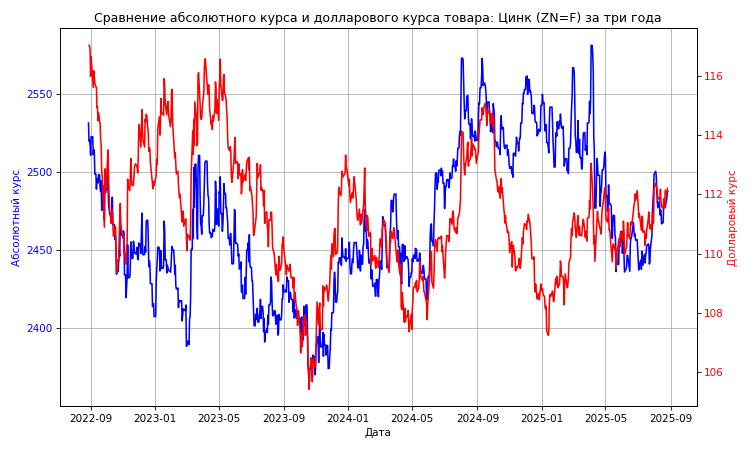 Сравнение абсолютного курса и долларового курса товара: Цинк (ZN=F) за три года
Абсолютный курс
2550
2500
2450
2400
116
114
112
110
108
106
Долларовый курс
2022-09 2023-01 2023-05 2023-09 2024-01 2024-05 2024-09 2025-01 2025-05 2025-09
Дата